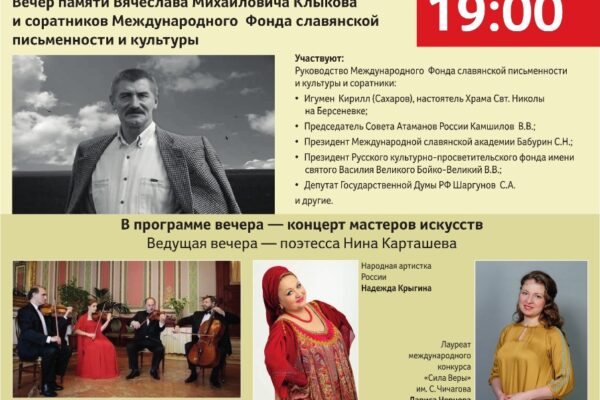 Вечер памяти Вячеслава Михайловича Клыкова
и соратников Международного Фонда славянской
письменности и культуры
19:00
Участвуют:
Руководство Международного Фонда славянской письменности
и культуры и соратники:
• Игумен Кирилл (Сахаров), настоятель Храма Свт. Николы
на Берсеневке;
• Председатель Совета Атаманов России Камшилов В.В.;
• Президент Международной славянской академии Бабурин С.Н.;
• Президент Русского культурно-просветительского фонда имени
святого Василия Великого Бойко-Великий В.В.;
• Депутат Государственной Думы РФ Шаргунов С.А.
и другие.
В программе вечера — концерт мастеров искусств
Ведущая вечера — поэтесса Нина Карташева
Народная артистка
России
Надежда Крыгина
Лауреат
международного
конкурса
«Сила Веры»
им. С.Чичагова
Лариса